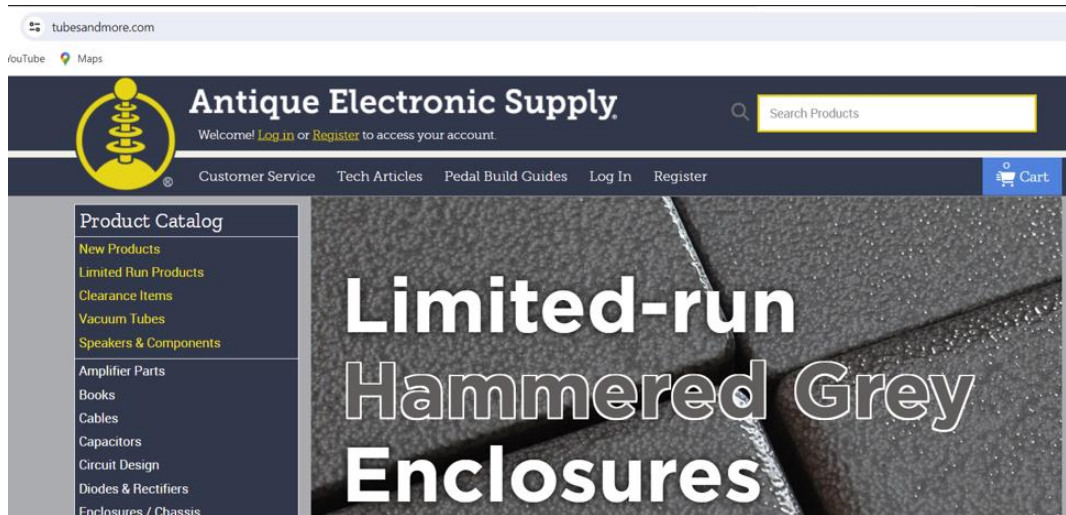 tubesandmore.com
YouTube Maps
Antique Electronic Supply.
Search Products
Welcome! Log in or Register to access your account.
®
Customer Service Tech Articles Pedal Build Guides Log In Register
0
Cart
Product Catalog
New Products
Limited Run Products
Clearance Items
Vacuum Tubes
Speakers & Components
Amplifier Parts
Books
Cables
Capacitors
Circuit Design
Diodes & Rectifiers
Enclosures / Chassis
Limited-run
Hammered Grey
Enclosures